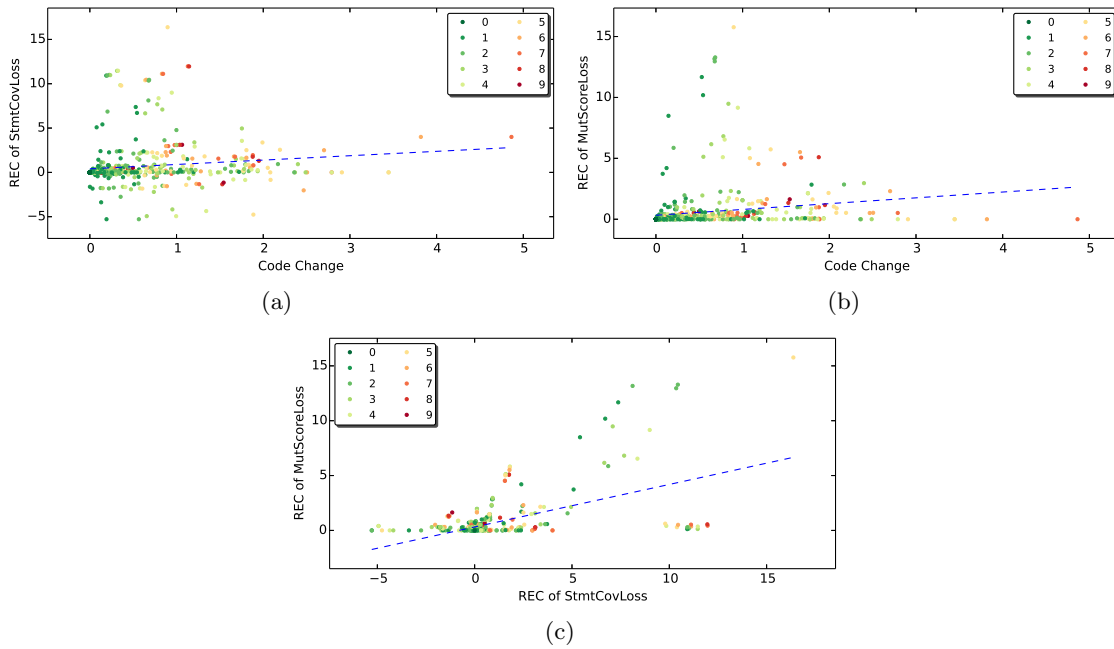 REC of StmtCovLoss
15
10
5
0
−5
0 5
1 6
2 7
3 8
4 9
0 1 2 3 4 5
Code Change
(a)
REC of MutScoreLoss
15
10
5
0
0 5
1 6
2 7
3 8
4 9
0 1 2 3 4 5
Code Change
(b)
REC of MutScoreLoss
15
10
5
0
0 5
1 6
2 7
3 8
4 9
−5 0 5 10 15
REC of StmtCovLoss
(c)